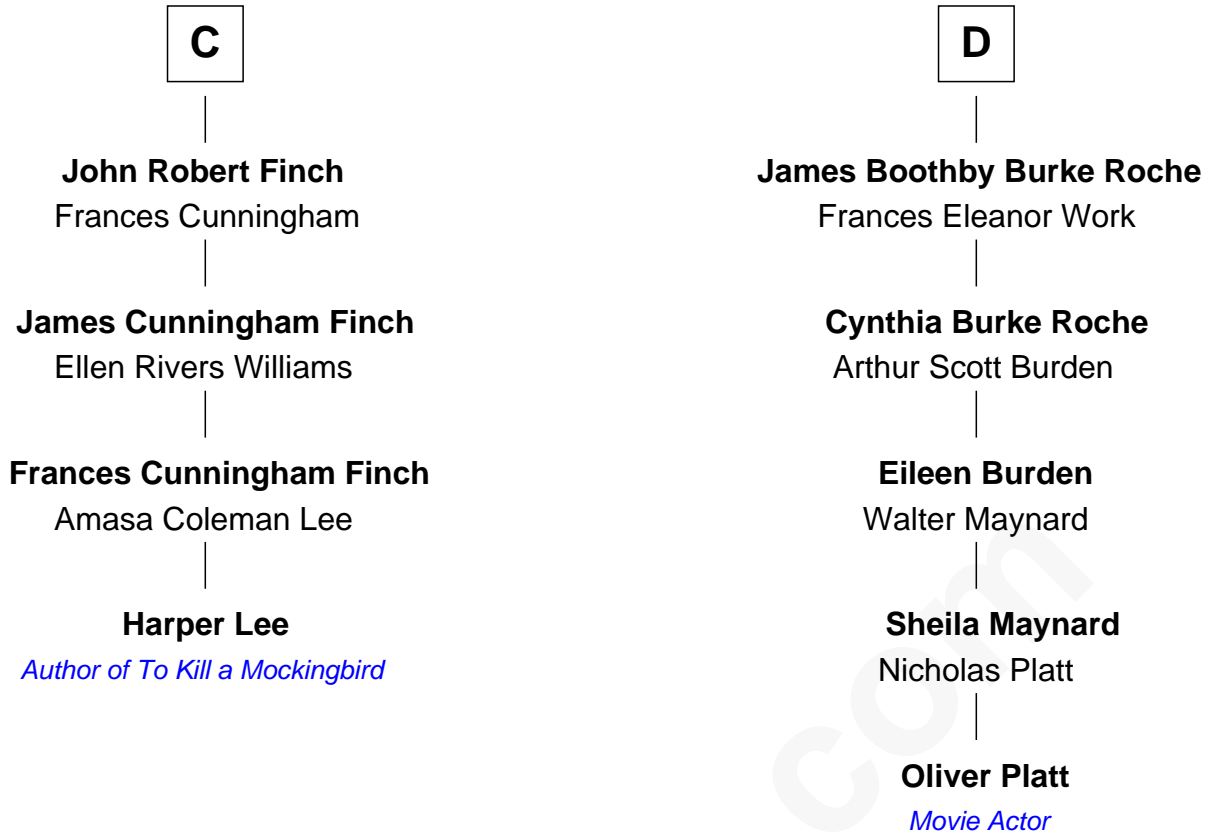 C
John Robert Finch
Frances Cunningham
James Cunningham Finch
Ellen Rivers Williams
Frances Cunningham Finch
Amasa Coleman Lee
Harper Lee
Author of To Kill a Mockingbird
D
James Boothby Burke Roche
Frances Eleanor Work
Cynthia Burke Roche
Arthur Scott Burden
Eileen Burden
Walter Maynard
Sheila Maynard
Nicholas Platt
Oliver Platt
Movie Actor
com